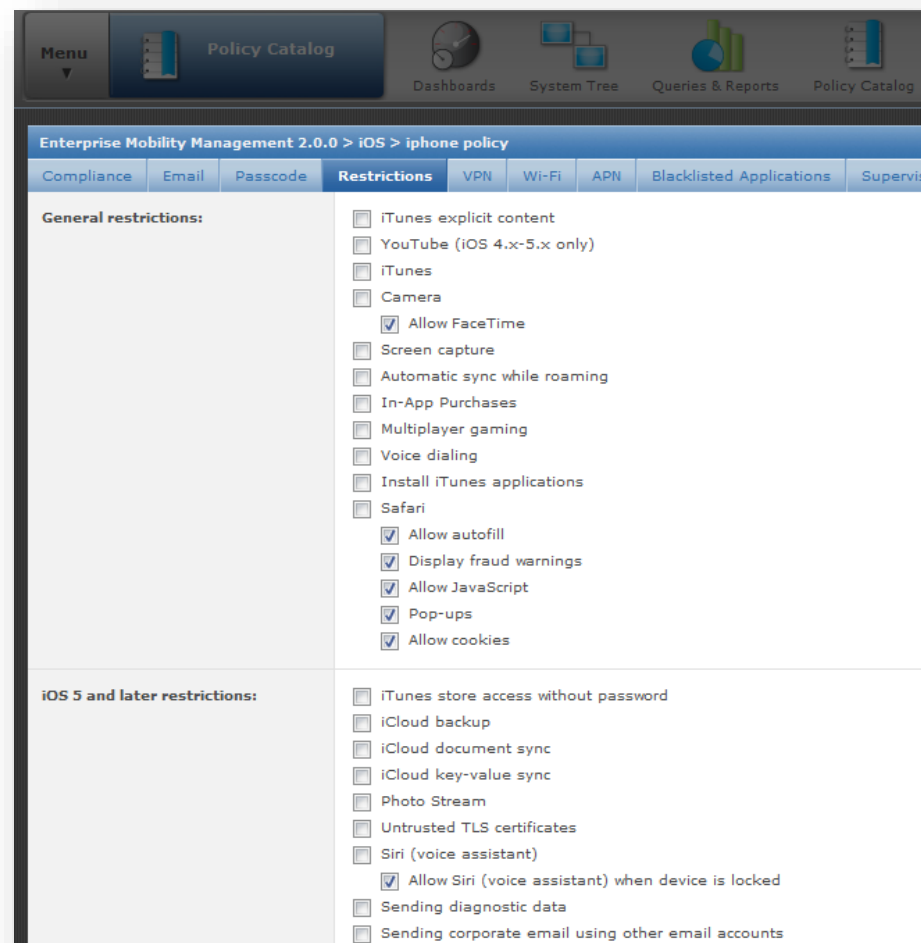 Menu
Policy Catalog
Dashboards
System Tree
Queries & Reports
Policy Catalog
Enterprise Mobility Management 2.0.0 > iOS > iphone policy
Compliance Email Passcode Restrictions VPN Wi-Fi APN Blacklisted Applications Supervis
General restrictions:
iTunes explicit content
YouTube (iOS 4.x-5.x only)
iTunes
Camera
Allow FaceTime
Screen capture
Automatic sync while roaming
In-App Purchases
Multiplayer gaming
Voice dialing
Install iTunes applications
Safari
Allow autofill
Display fraud warnings
Allow JavaScript
Pop-ups
Allow cookies
iOS 5 and later restrictions:
iTunes store access without password
iCloud backup
iCloud document sync
iCloud key-value sync
Photo Stream
Untrusted TLS certificates
Siri (voice assistant)
Allow Siri (voice assistant) when device is locked
Sending diagnostic data
Sending corporate email using other email accounts